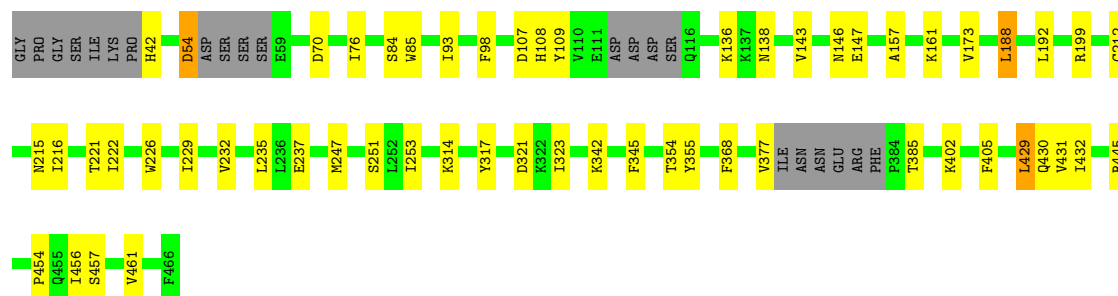 GLY PRO GLY SER ILE LYS PRO H42 D54 ASP SER SER SER E59 D70 I76 S84 W85 I93 F98 D107 H108 Y109 V110 E111 ASP ASP ASP SER Q116 K136 K137 N138 V143 N146 E147 A157 K161 V173 L188 L192 R199
N215 I216 T221 I222 W226 I229 V232 L235 L236 E237 M247 S251 L252 I253 K314 Y317 D321 K322 I323 K342 F345 T354 Y355 F368 V377 ILE ASN ASN GLU ARG PHE P384 T385 K402 F405 L429 Q430 V431 I432
P454 Q455 I456 S457 V461 F466